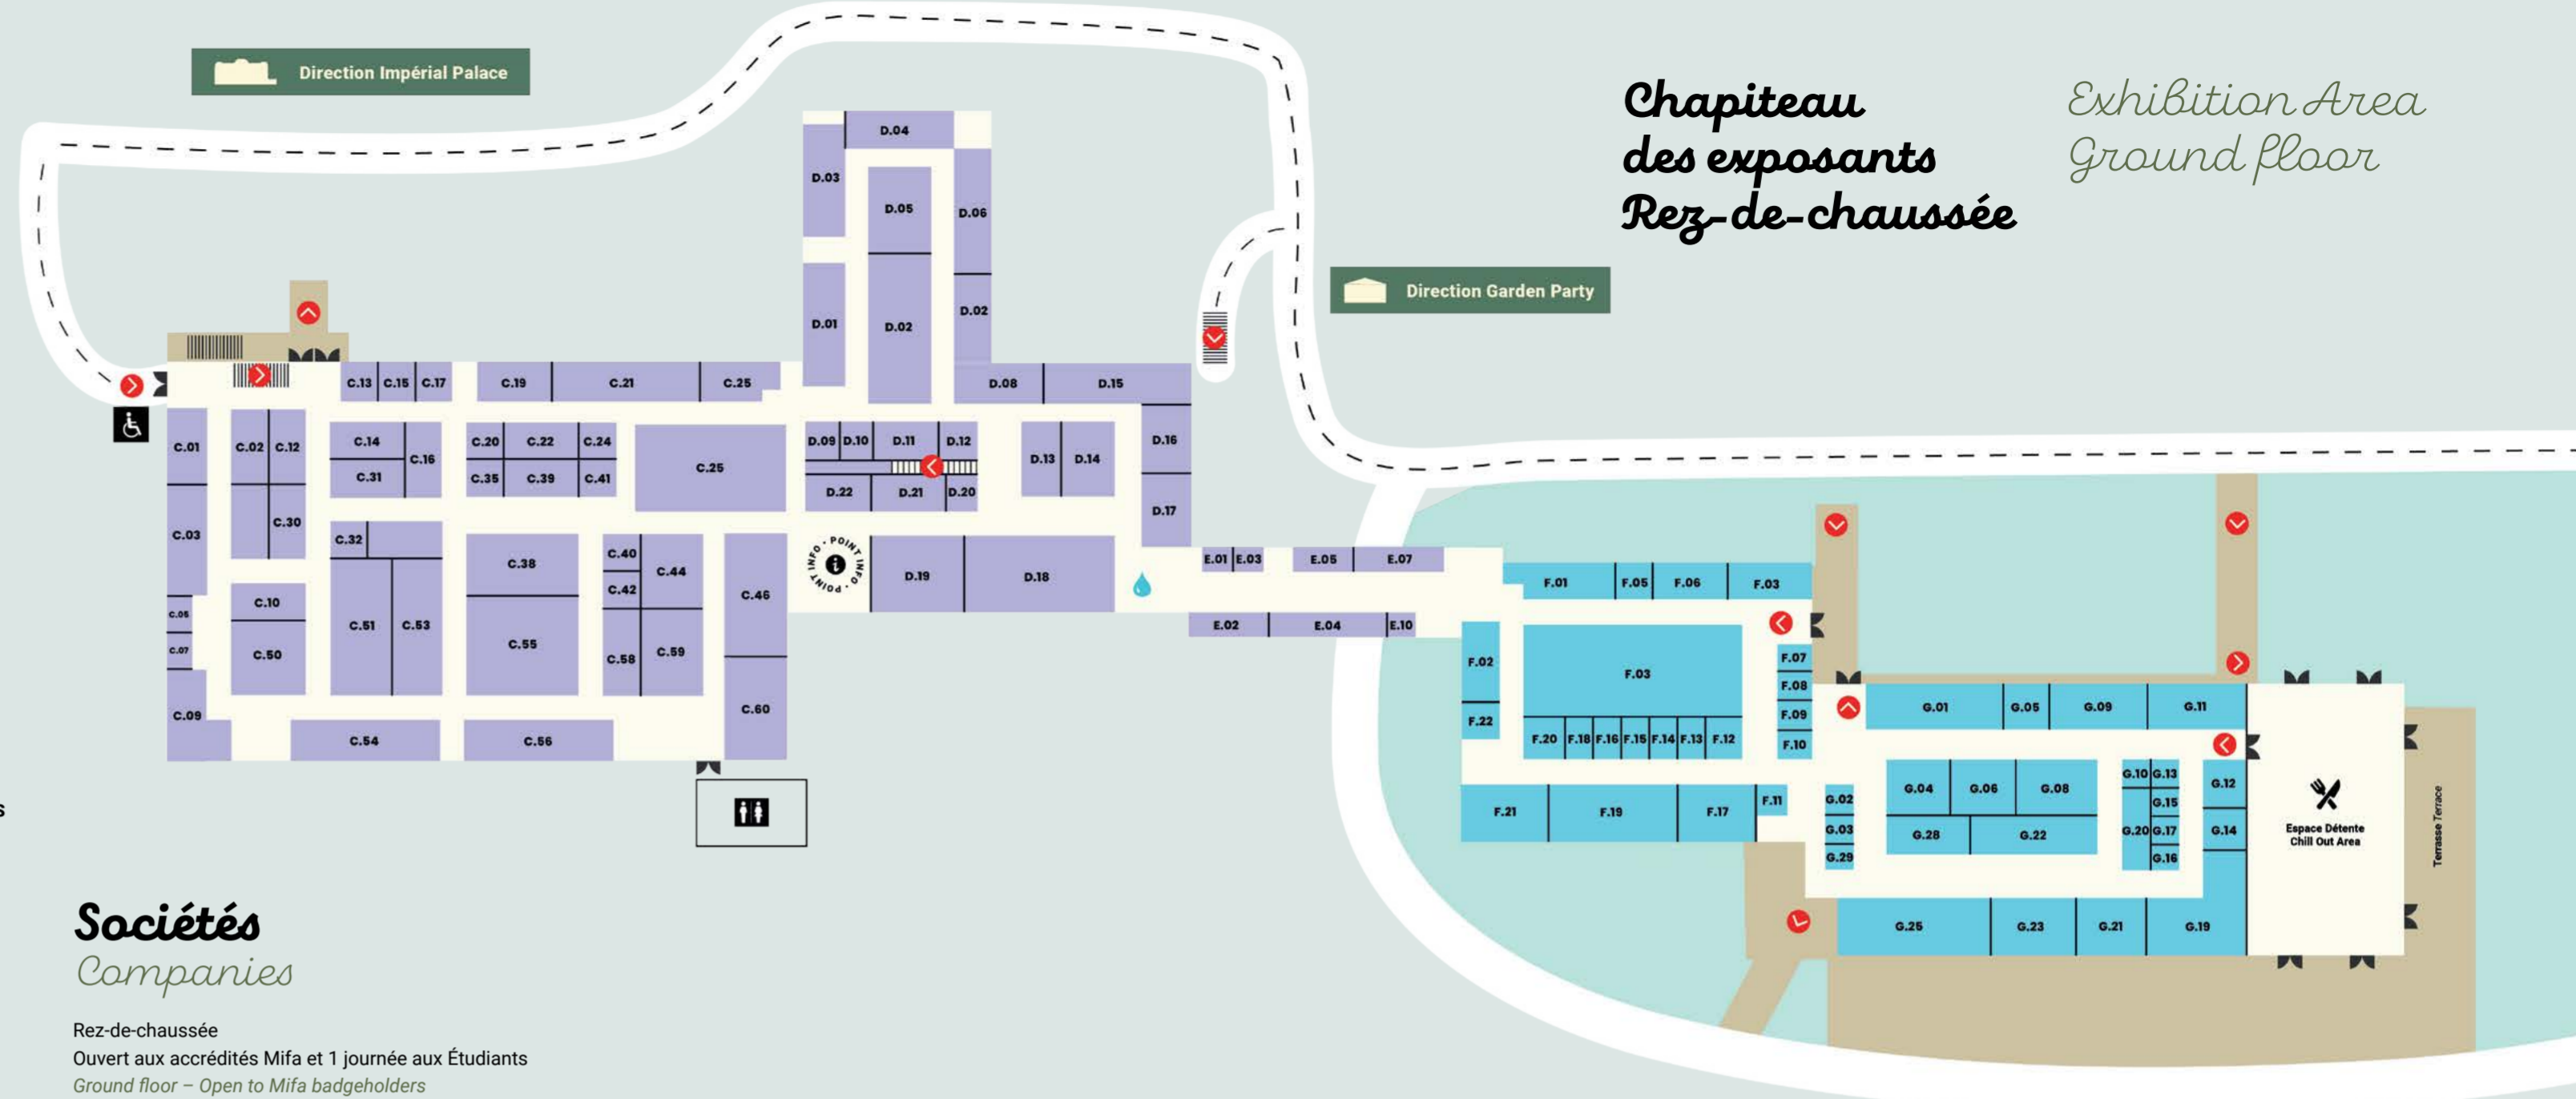 Direction Impérial Palace
Chapiteau
des exposants
Rez-de-chaussée
Exhibition Area
Ground floor
Direction Garden Party
D.04
D.03
D.05
D.06
D.01
D.02
D.02
C.13 C.15 C.17
C.19
C.21
C.25
D.08
D.15
C.01
C.02
C.12
C.14
C.16
C.31
C.20
C.22
C.24
C.35
C.39
C.41
C.25
D.09
D.10
D.11
D.12
D.22
D.21
D.20
D.13
D.14
D.16
D.17
C.03
C.30
C.32
C.38
C.40
C.42
C.44
C.46
POINT INFO · POINT INFO ·
D.19
D.18
E.01
E.03
E.05
E.07
E.02
E.04
E.10
C.05
C.07
C.09
C.10
C.50
C.51
C.53
C.55
C.58
C.59
C.60
C.54
C.56
F.01
F.05
F.06
F.03
F.02
F.22
F.03
F.07
F.08
F.09
F.10
F.20
F.18
F.16
F.15
F.14
F.13
F.12
F.21
F.19
F.17
F.11
G.01
G.05
G.09
G.11
G.02
G.03
G.29
G.04
G.06
G.08
G.28
G.22
G.10
G.13
G.15
G.20
G.17
G.16
G.12
G.14
G.25
G.23
G.21
G.19
Espace Détente
Chill Out Area
Terrasse Terrace
s
Sociétés
Companies
Rez-de-chaussée
Ouvert aux accrédités Mifa et 1 journée aux Étudiants
Ground floor – Open to Mifa badgeholders